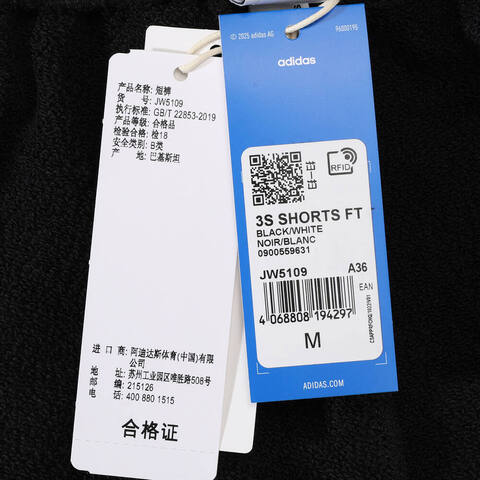 产品名称: 短裤
货 号: JW5109
执行标准: GB/T 22853-2019
产品等级: 合格品
检验合格: 检18
安全类别: B类
产 地: 巴基斯坦
进 口 商: 阿迪达斯体育(中国)有限
公司
地 址: 苏州工业园区唯胜路508号
邮 编: 215126
电 话: 400 880 1515
合格证
© 2025 adidas AG
96000195
adidas
RFID
3S SHORTS FT
BLACK/WHITE
NOIR/BLANC
0900559631
JW5109 A36
EAN
4 068808 194297
M
ADIDAS.COM